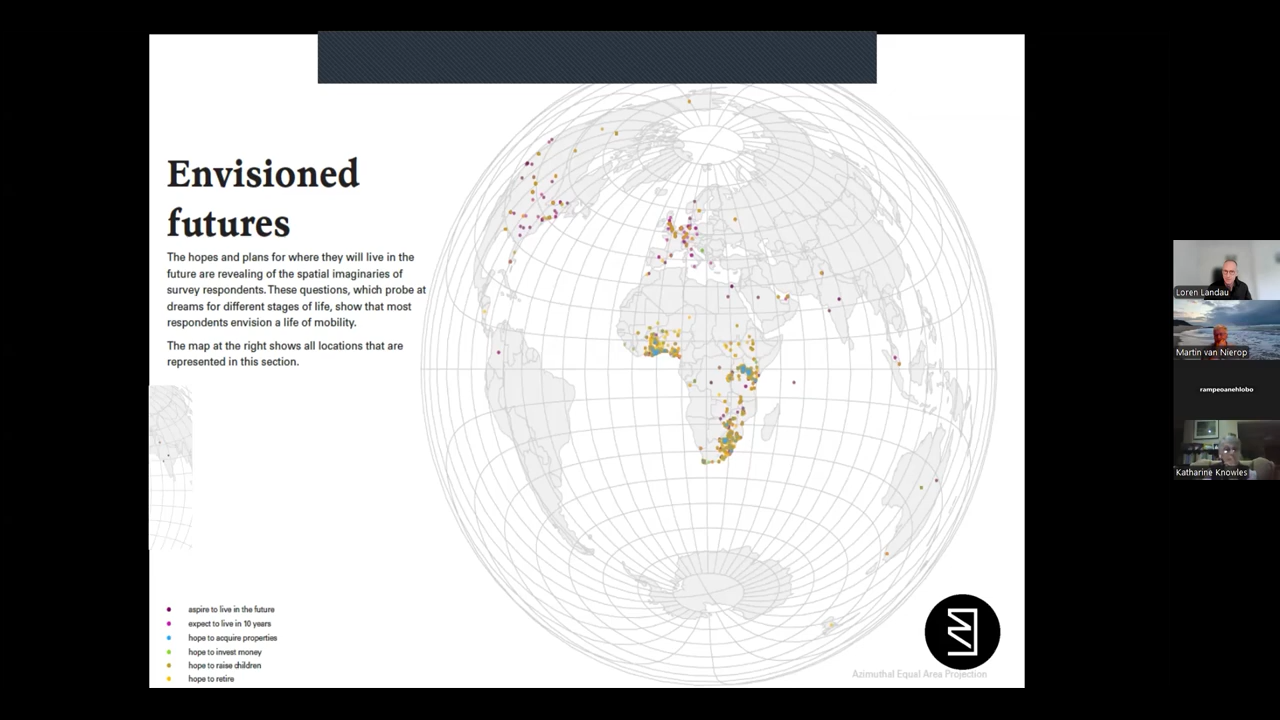 Envisioned
futures
The hopes and plans for where they will live in the
future are revealing of the spatial imaginaries of
survey respondents. These questions, which probe at
dreams for different stages of life, show that most
respondents envision a life of mobility.
The map at the right shows all locations that are
represented in this section.
aspire to live in the future
expect to live in 10 years
hope to acquire properties
hope to invest money
hope to raise children
hope to retire
Azimuthal Equal Area Projection
Loren Landau
Martin van Nierop
rampeoanehlobo
Katharine Knowles